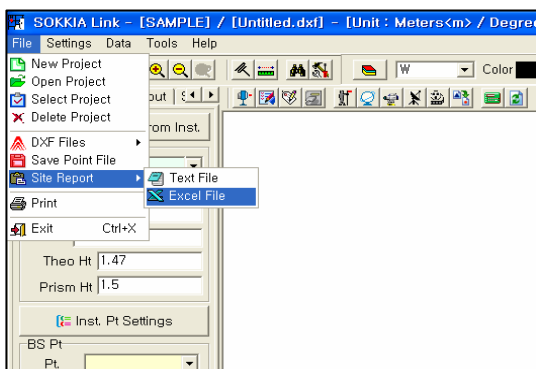 SOKKIA Link - [SAMPLE] / [Untitled.dxf] - [Unit : Meters<m> / Degre
File Settings Data Tools Help
New Project
Open Project
Select Project
Delete Project
DXF Files
Save Point File
Site Report
Print
Exit Ctrl+X
Text File
Excel File
W
Color
out
om Inst.
Theo Ht 1.47
Prism Ht 1.5
Inst. Pt Settings
BS Pt
Pt.